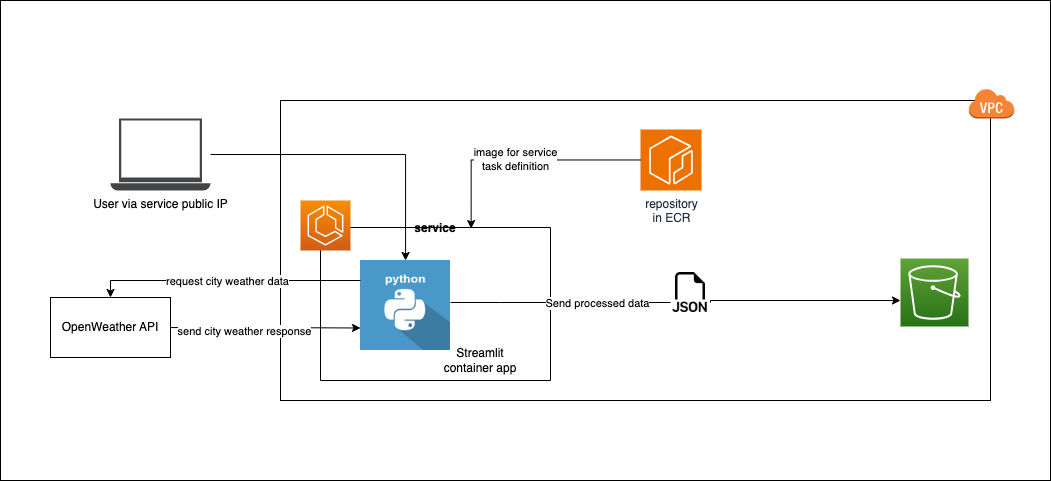 VPC
image for service
task definition
User via service public IP
repository
in ECR
service
python
request city weather data
OpenWeather API
send city weather response
Send processed data
JSON
Streamlit
container app